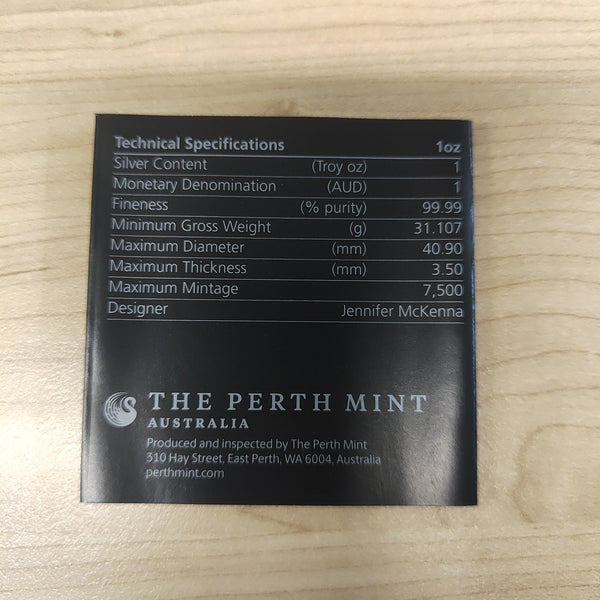 Technical Specifications 1oz
Silver Content (Troy oz) 1
Monetary Denomination (AUD) 1
Fineness (% purity) 99.99
Minimum Gross Weight (g) 31.107
Maximum Diameter (mm) 40.90
Maximum Thickness (mm) 3.50
Maximum Mintage 7,500
Designer Jennifer McKenna
THE PERTH MINT
AUSTRALIA
Produced and inspected by The Perth Mint
310 Hay Street, East Perth, WA 6004, Australia
perthmint.com